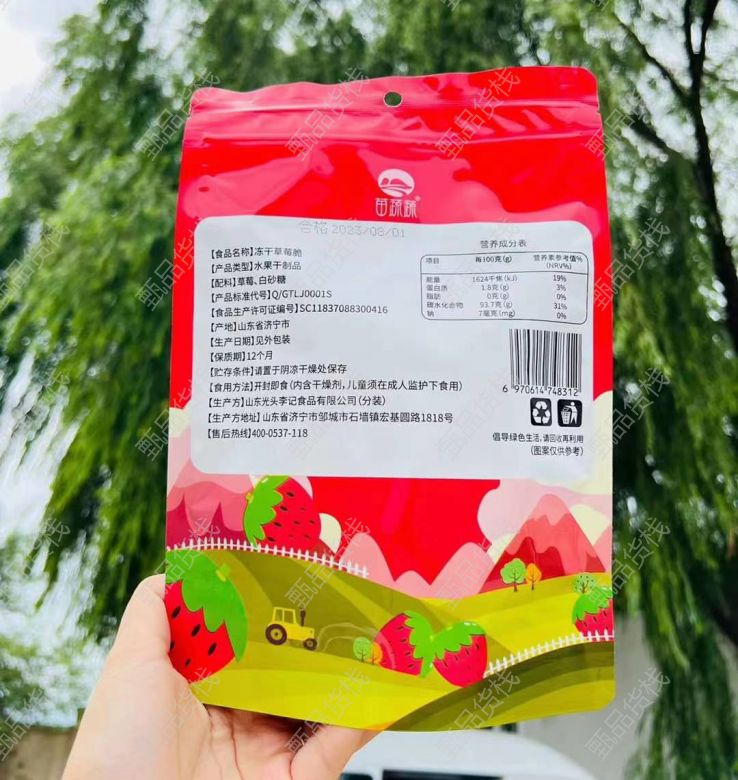 苗蔬蔬
合格 2023/08/01
【食品名称】冻干草莓脆
【产品类型】水果干制品
【配料】草莓、白砂糖
【产品标准代号】Q/GTLJ0001S
【食品生产许可证编号】SC11837088300416
【产地】山东省济宁市
【生产日期】见外包装
【保质期】12个月
【贮存条件】请置于阴凉干燥处保存
【食用方法】开封即食(内含干燥剂,儿童须在成人监护下食用)
【生产方】山东光头李记食品有限公司(分装)
【生产方地址】山东省济宁市邹城市石墙镇宏基圆路1818号
【售后热线】400-0537-118
营养成分表
项目 每100克(g) 营养素参考值%(NRV%)
能量 1624千焦(kJ) 19%
蛋白质 1.8克(g) 3%
脂肪 0克(g) 0%
碳水化合物 93.7克(g) 31%
钠 7毫克(mg) 0%
6 970614 748312
倡导绿色生活,请回收再利用
(图案仅供参考)
甄品货栈